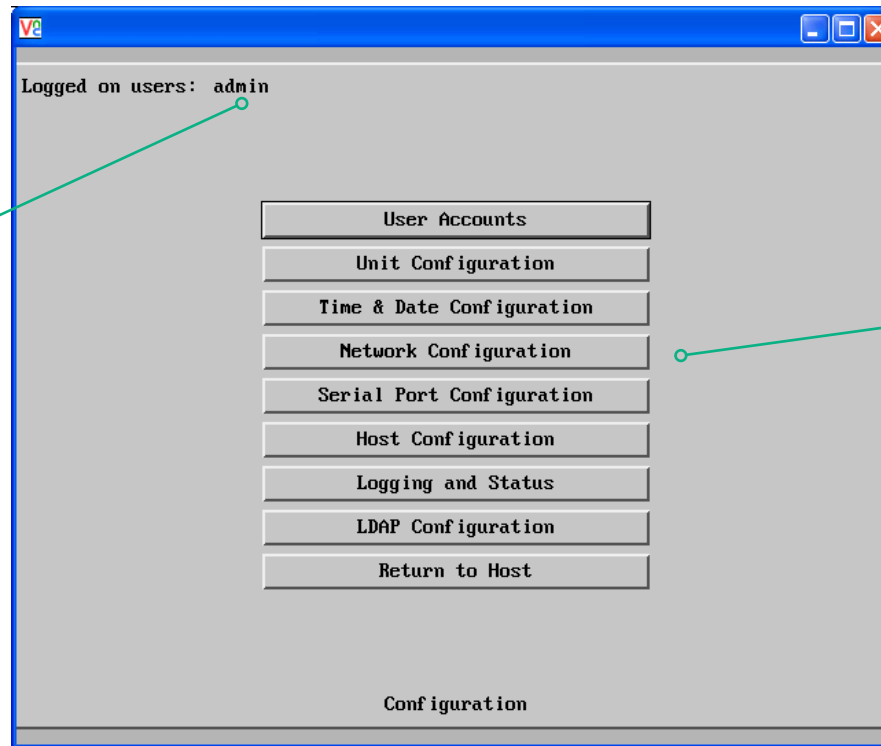 VNC
Logged on users: admin
User Accounts
Unit Configuration
Time & Date Configuration
Network Configuration
Serial Port Configuration
Host Configuration
Logging and Status
LDAP Configuration
Return to Host
Configuration